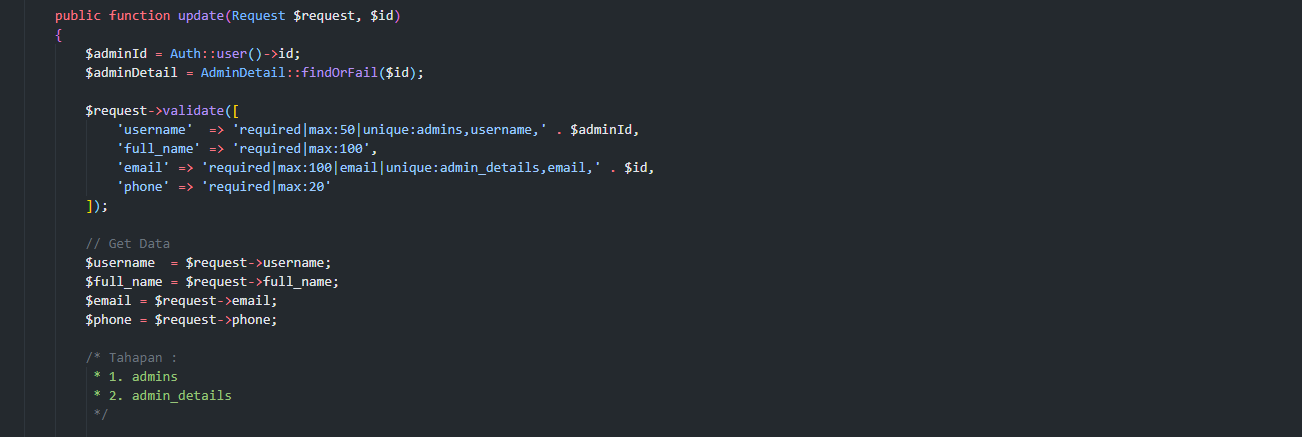 public function update(Request $request, $id)
{
$adminId = Auth::user()->id;
$adminDetail = AdminDetail::findOrFail($id);
$request->validate([
'username'  => 'required|max:50|unique:admins,username,' . $adminId,
'full_name' => 'required|max:100',
'email' => 'required|max:100|email|unique:admin_details,email,' . $id,
'phone' => 'required|max:20'
]);
// Get Data
$username  = $request->username;
$full_name = $request->full_name;
$email = $request->email;
$phone = $request->phone;
/* Tahapan :
* 1. admins
* 2. admin_details
*/